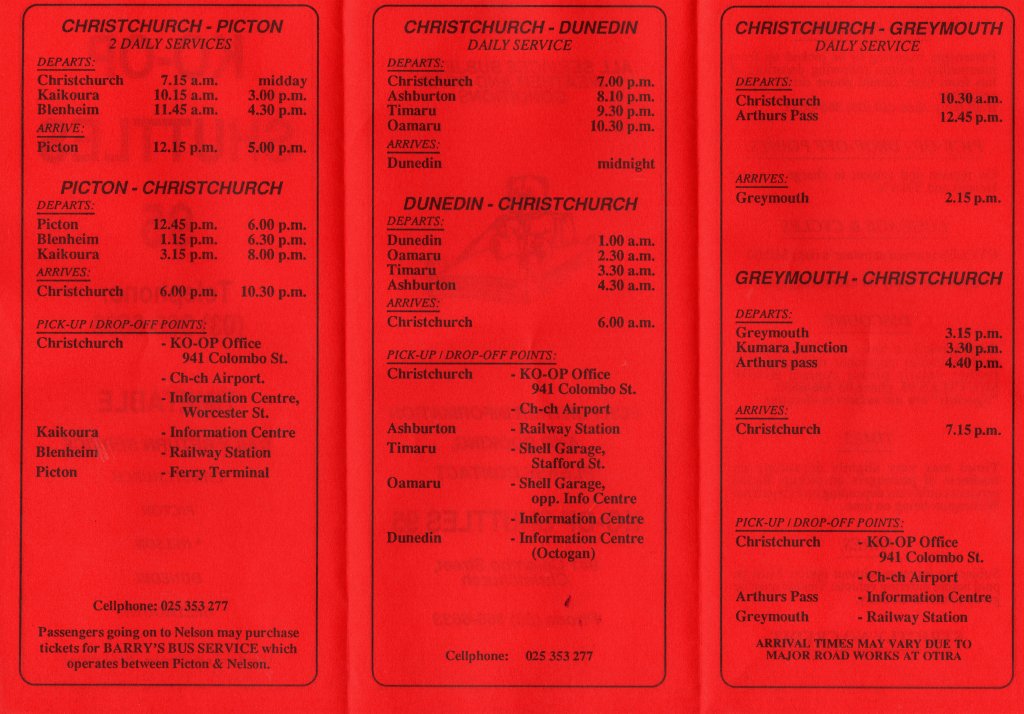 CHRISTCHURCH - PICTON
2 DAILY SERVICES
DEPARTS:
Christchurch 7.15 a.m. midday
Kaikoura 10.15 a.m. 3.00 p.m.
Blenheim 11.45 a.m. 4.30 p.m.
ARRIVE:
Picton 12.15 p.m. 5.00 p.m.
PICTON - CHRISTCHURCH
DEPARTS:
Picton 12.45 p.m. 6.00 p.m.
Blenheim 1.15 p.m. 6.30 p.m.
Kaikoura 3.15 p.m. 8.00 p.m.
ARRIVES:
Christchurch 6.00 p.m. 10.30 p.m.
PICK-UP / DROP-OFF POINTS:
Christchurch - KO-OP Office
941 Colombo St.
- Ch-ch Airport.
- Information Centre,
Worcester St.
Kaikoura - Information Centre
Blenheim - Railway Station
Picton - Ferry Terminal
Cellphone: 025 353 277
Passengers going on to Nelson may purchase
tickets for BARRY'S BUS SERVICE which
operates between Picton & Nelson.
CHRISTCHURCH - DUNEDIN
DAILY SERVICE
DEPARTS:
Christchurch 7.00 p.m.
Ashburton 8.10 p.m.
Timaru 9.30 p.m.
Oamaru 10.30 p.m.
ARRIVES:
Dunedin midnight
DUNEDIN - CHRISTCHURCH
DEPARTS:
Dunedin 1.00 a.m.
Oamaru 2.30 a.m.
Timaru 3.30 a.m.
Ashburton 4.30 a.m.
ARRIVES:
Christchurch 6.00 a.m.
PICK-UP / DROP-OFF POINTS:
Christchurch - KO-OP Office
941 Colombo St.
- Ch-ch Airport
Ashburton - Railway Station
Timaru - Shell Garage,
Stafford St.
Oamaru - Shell Garage,
opp. Info Centre
- Information Centre
Dunedin - Information Centre
(Octogan)
Cellphone: 025 353 277
CHRISTCHURCH - GREYMOUTH
DAILY SERVICE
DEPARTS:
Christchurch 10.30 a.m.
Arthurs Pass 12.45 p.m.
ARRIVES:
Greymouth 2.15 p.m.
GREYMOUTH - CHRISTCHURCH
DEPARTS:
Greymouth 3.15 p.m.
Kumara Junction 3.30 p.m.
Arthurs pass 4.40 p.m.
ARRIVES:
Christchurch 7.15 p.m.
PICK-UP / DROP-OFF POINTS:
Christchurch - KO-OP Office
941 Colombo St.
- Ch-ch Airport
Arthurs Pass - Information Centre
Greymouth - Railway Station
ARRIVAL TIMES MAY VARY DUE TO
MAJOR ROAD WORKS AT OTIRA